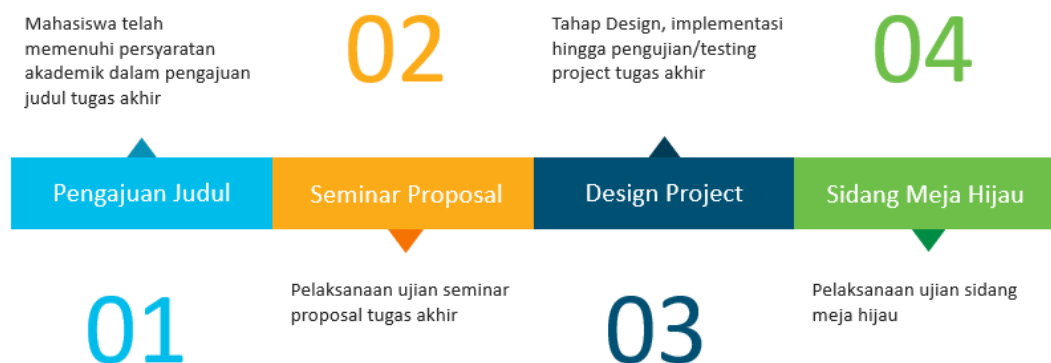 Mahasiswa telah
memenuhi persyaratan
akademik dalam pengajuan
judul tugas akhir
Pengajuan Judul
01
02
Seminar Proposal
Pelaksanaan ujian seminar
proposal tugas akhir
Tahap Design, implementasi
hingga pengujian/testing
project tugas akhir
Design Project
03
04
Sidang Meja Hijau
Pelaksanaan ujian sidang
meja hijau